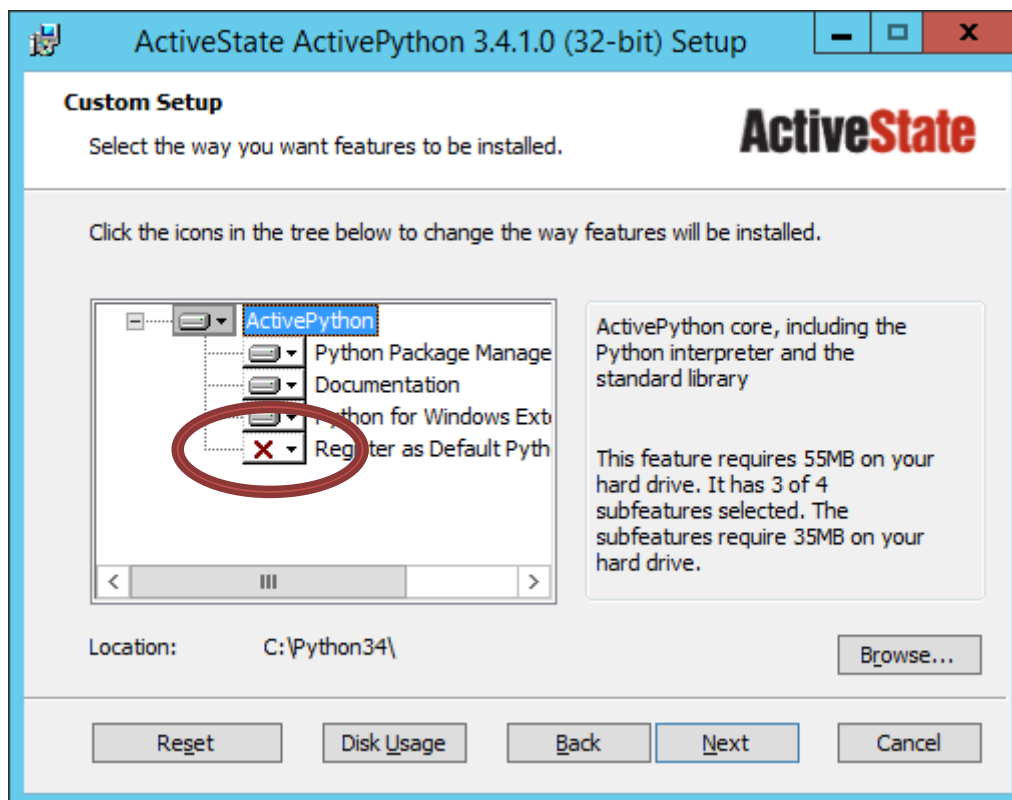 ActiveState ActivePython 3.4.1.0 (32-bit) Setup
Custom Setup
Select the way you want features to be installed.
ActiveState
Click the icons in the tree below to change the way features will be installed.
ActivePython
Python Package Manage
Documentation
Python for Windows Exte
Register as Default Pyth
ActivePython core, including the
Python interpreter and the
standard library
This feature requires 55MB on your
hard drive. It has 3 of 4
subfeatures selected. The
subfeatures require 35MB on your
hard drive.
Location:
C:\Python34\
Browse...
Reset
Disk Usage
Back
Next
Cancel